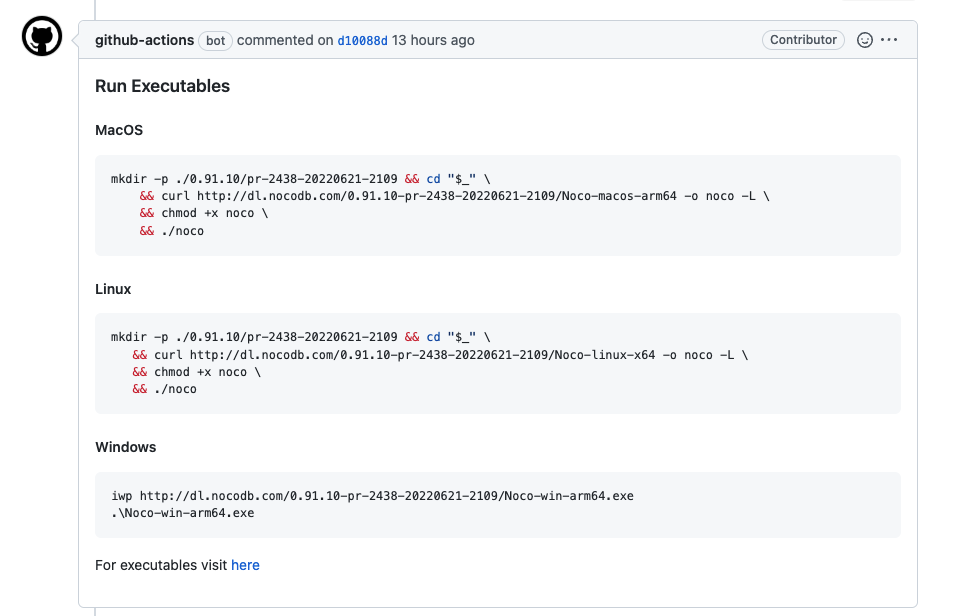 github-actions bot commented on d10088d 13 hours ago Contributor ···
Run Executables
MacOS
mkdir -p ./0.91.10/pr-2438-20220621-2109 && cd "$_" \
&& curl http://dl.nocodb.com/0.91.10-pr-2438-20220621-2109/Noco-macos-arm64 -o noco -L \
&& chmod +x noco \
&& ./noco
Linux
mkdir -p ./0.91.10/pr-2438-20220621-2109 && cd "$_" \
&& curl http://dl.nocodb.com/0.91.10-pr-2438-20220621-2109/Noco-linux-x64 -o noco -L \
&& chmod +x noco \
&& ./noco
Windows
iwp http://dl.nocodb.com/0.91.10-pr-2438-20220621-2109/Noco-win-arm64.exe
.\Noco-win-arm64.exe
For executables visit here